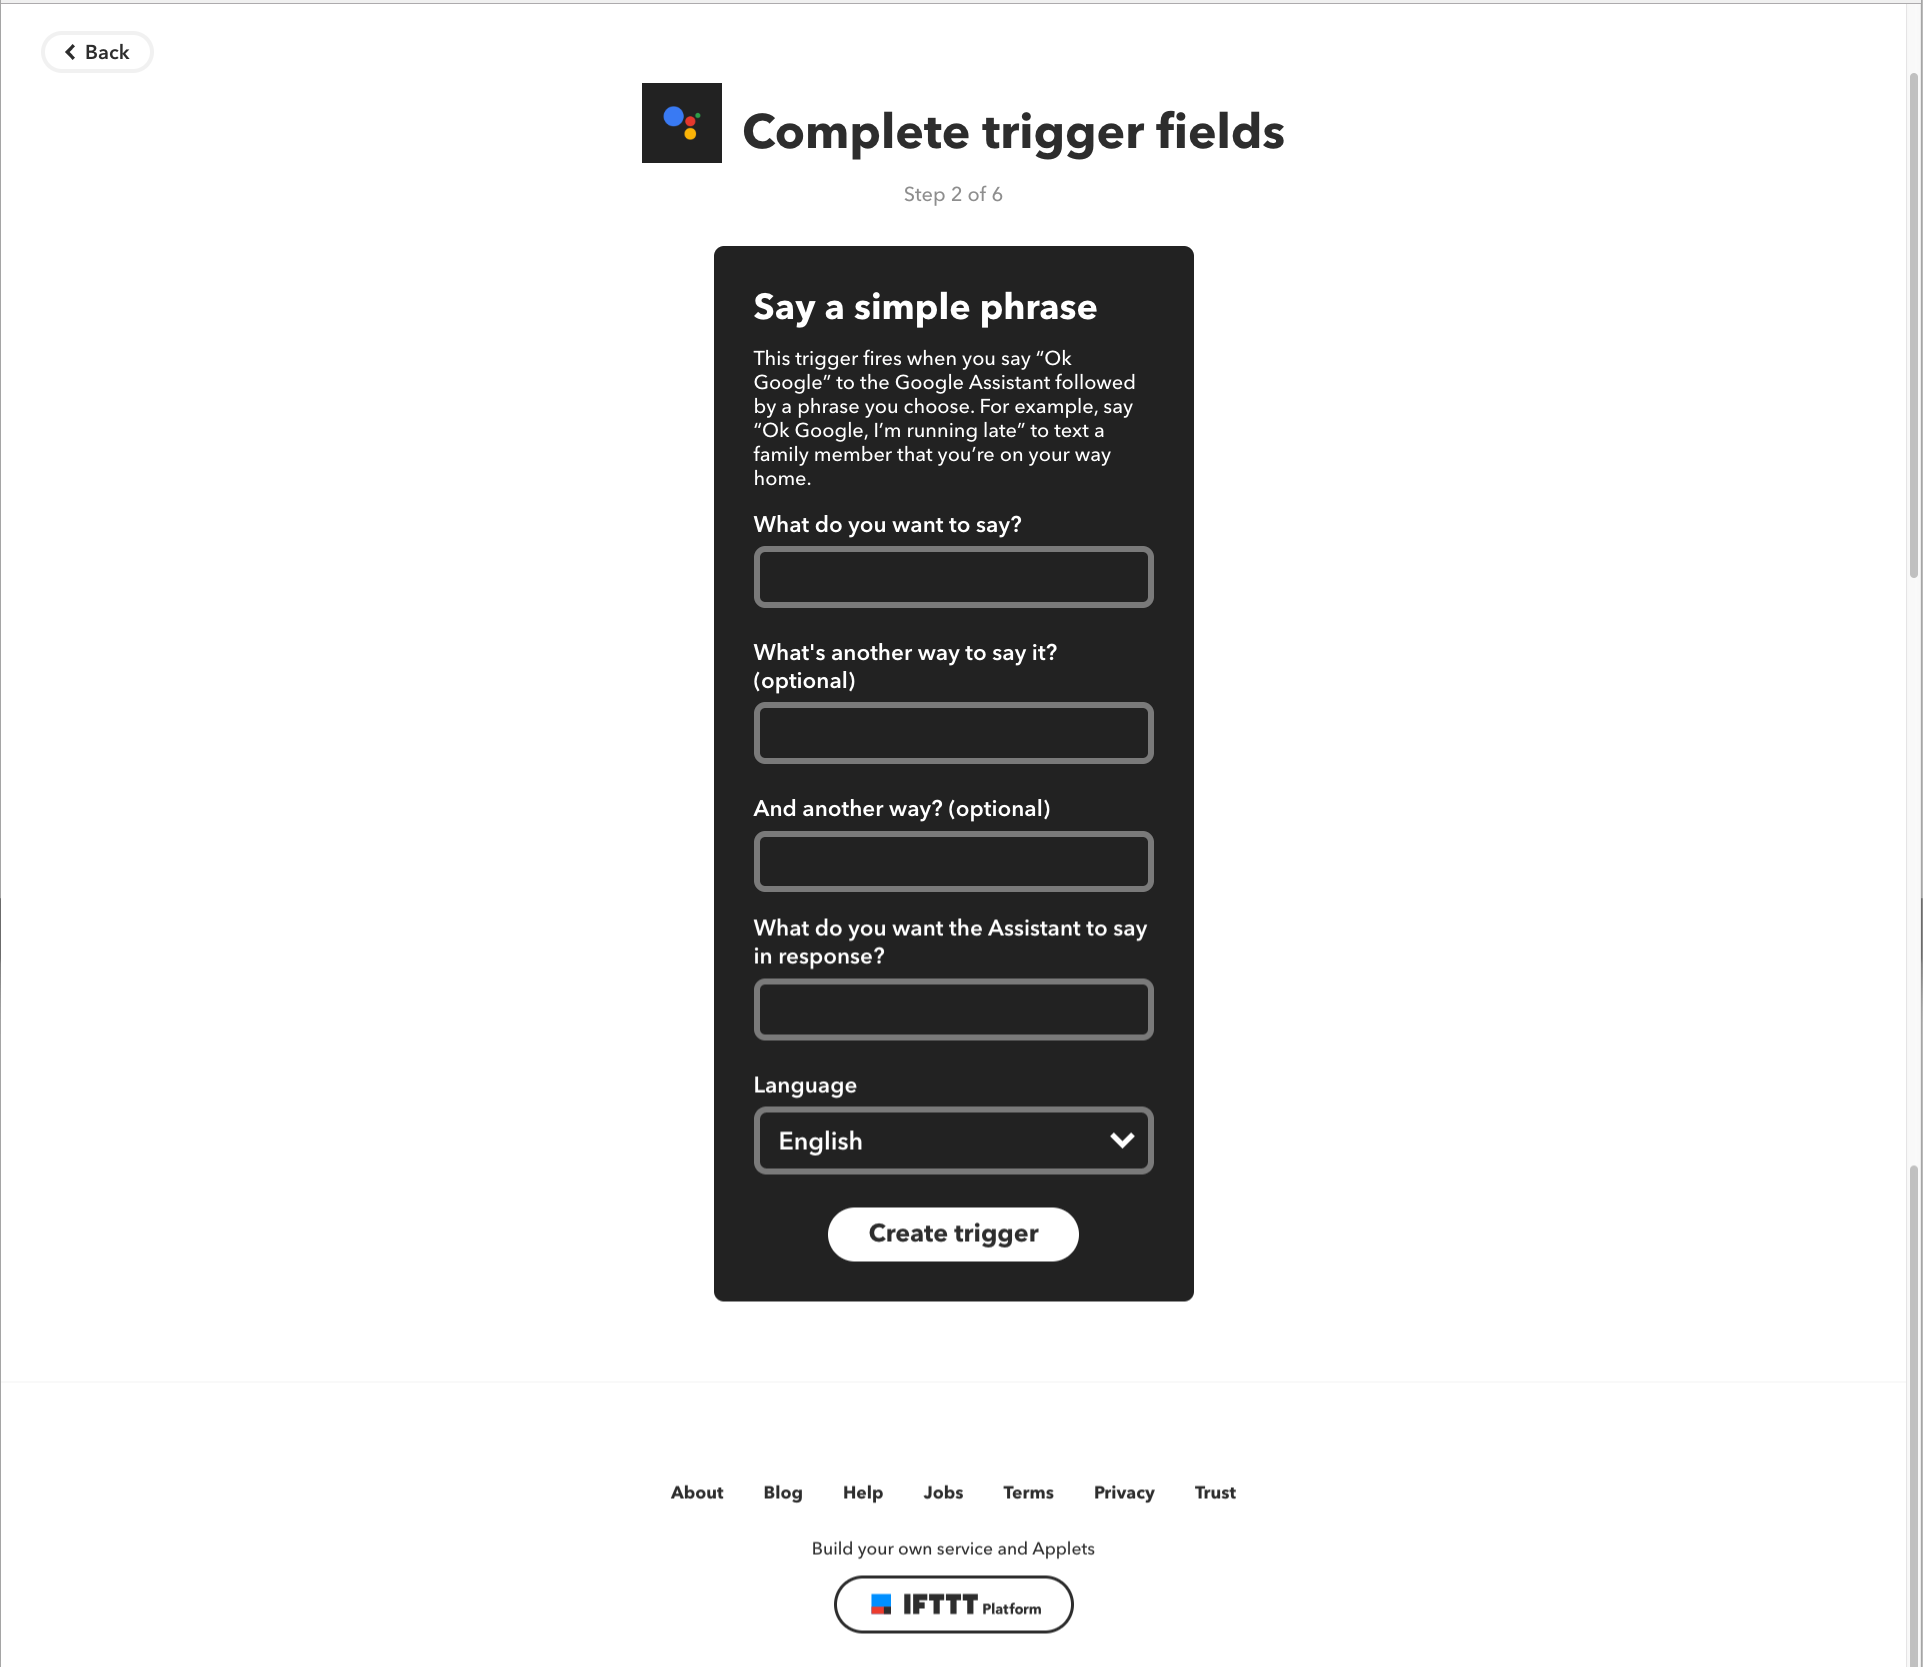 Back
Complete trigger fields
Step 2 of 6
Say a simple phrase
This trigger fires when you say “Ok
Google” to the Google Assistant followed
by a phrase you choose. For example, say
“Ok Google, I’m running late” to text a
family member that you’re on your way
home.
What do you want to say?
What's another way to say it?
(optional)
And another way? (optional)
What do you want the Assistant to say
in response?
Language
English
Create trigger
About Blog Help Jobs Terms Privacy Trust
Build your own service and Applets
IFTTT Platform